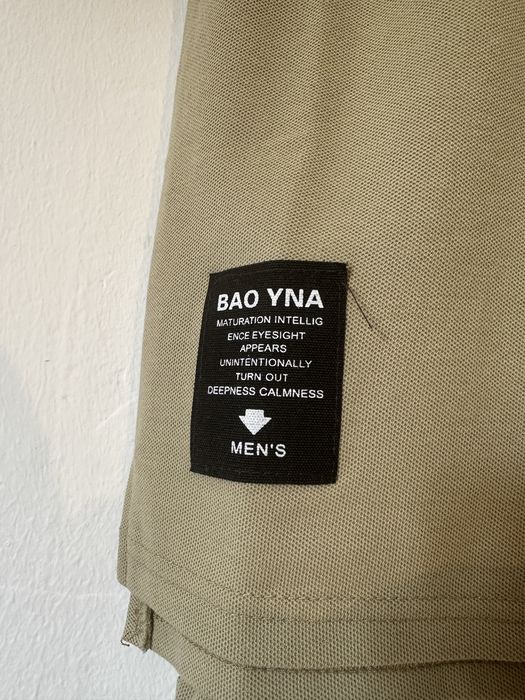 BAO YNA
MATURATION INTELLIG
ENCE EYESIGHT
APPEARS
UNINTENTIONALLY
TURN OUT
DEEPNESS CALMNESS
MEN'S